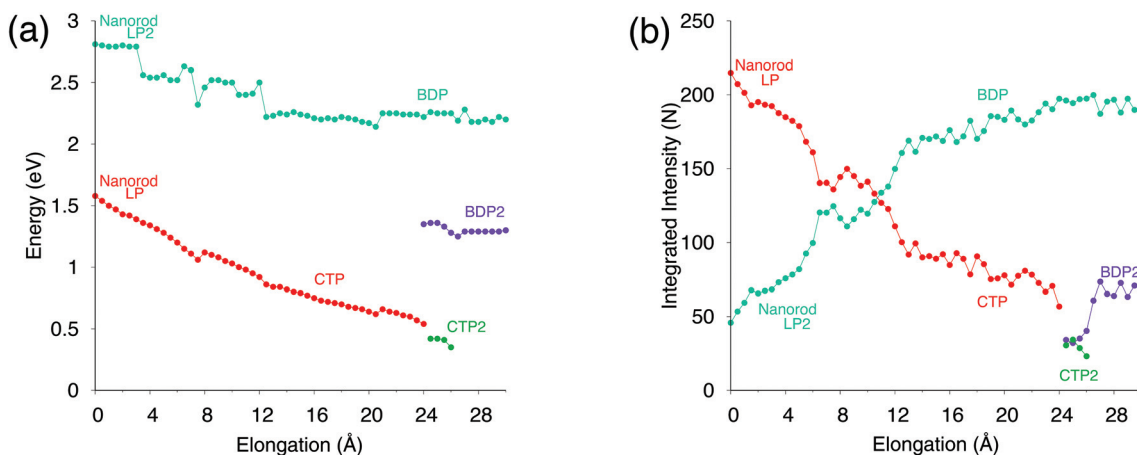 (a)
3
2.5
2
1.5
1
0.5
0
Energy (eV)
Nanorod
LP2
BDP
Nanorod
LP
BDP2
CTP
CTP2
0 4 8 12 16 20 24 28
Elongation (Å)
(b)
250
200
150
100
50
0
Integrated Intensity (N)
Nanorod
LP
BDP
Nanorod
LP2
CTP
BDP2
CTP2
0 4 8 12 16 20 24 28
Elongation (Å)